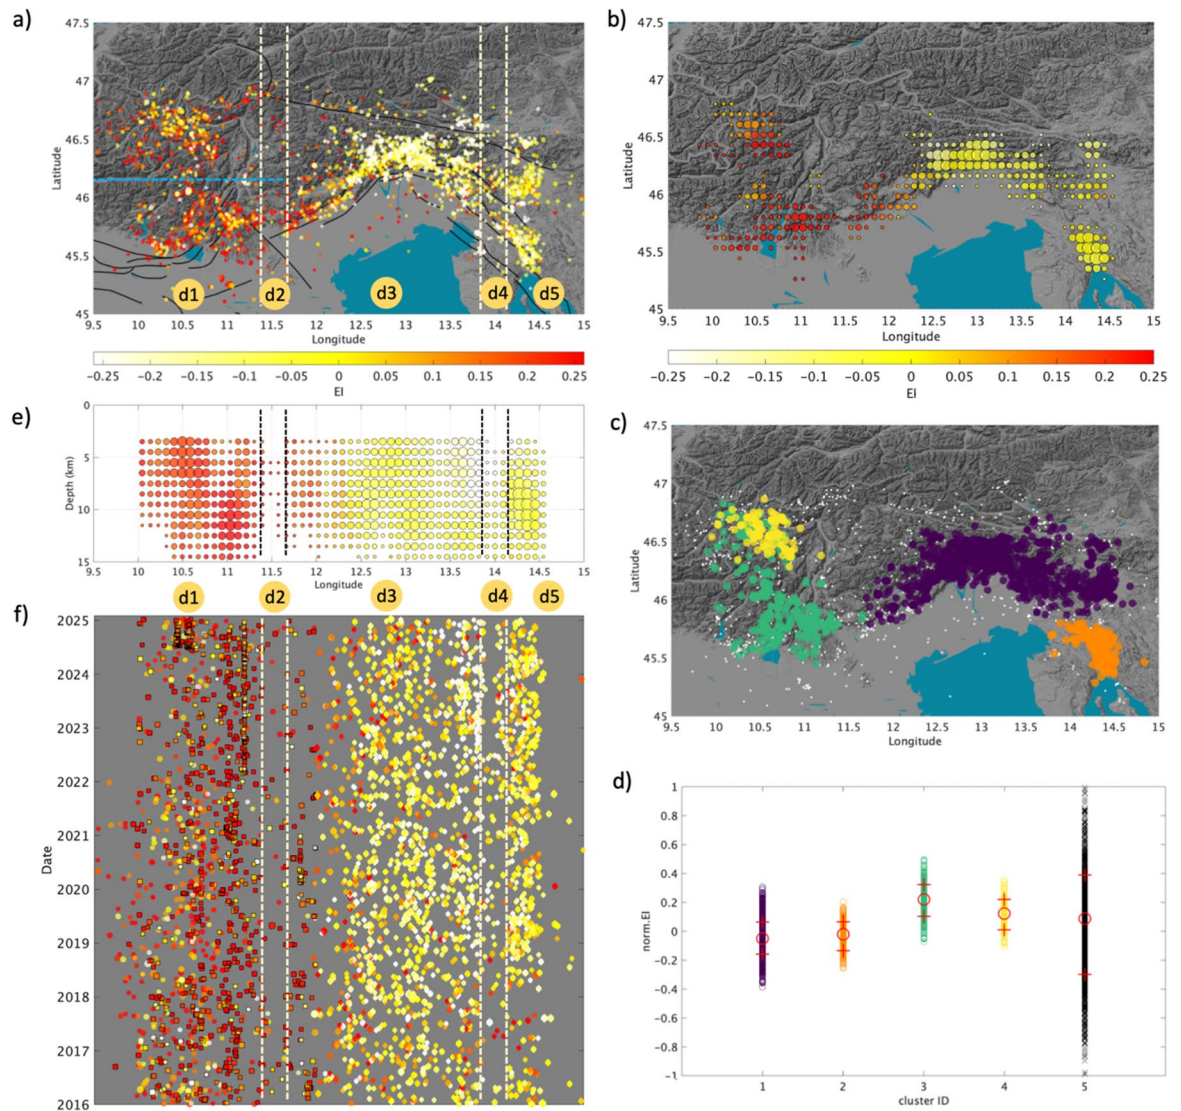 a)
47.5
47
46.5
46
45.5
45
Latitude
9.5 10 10.5 11 11.5 12 12.5 13 13.5 14 14.5 15
Longitude
d1 d2 d3 d4 d5
−0.25 −0.2 −0.15 −0.1 −0.05 0 0.05 0.1 0.15 0.2 0.25
EI
b)
47.5
47
46.5
46
45.5
45
Latitude
9.5 10 10.5 11 11.5 12 12.5 13 13.5 14 14.5 15
Longitude
−0.25 −0.2 −0.15 −0.1 −0.05 0 0.05 0.1 0.15 0.2 0.25
EI
e)
0
5
10
15
Depth (km)
9.5 10 10.5 11 11.5 12 12.5 13 13.5 14 14.5 15
Longitude
d1 d2 d3 d4 d5
c)
47.5
47
46.5
46
45.5
45
Latitude
9.5 10 10.5 11 11.5 12 12.5 13 13.5 14 14.5 15
Longitude
f)
2025
2024
2023
2022
2021
2020
2019
2018
2017
2016
Date
d)
1
0.8
0.6
0.4
0.2
0
−0.2
−0.4
−0.6
−0.8
−1
norm.EI
1 2 3 4 5
cluster ID